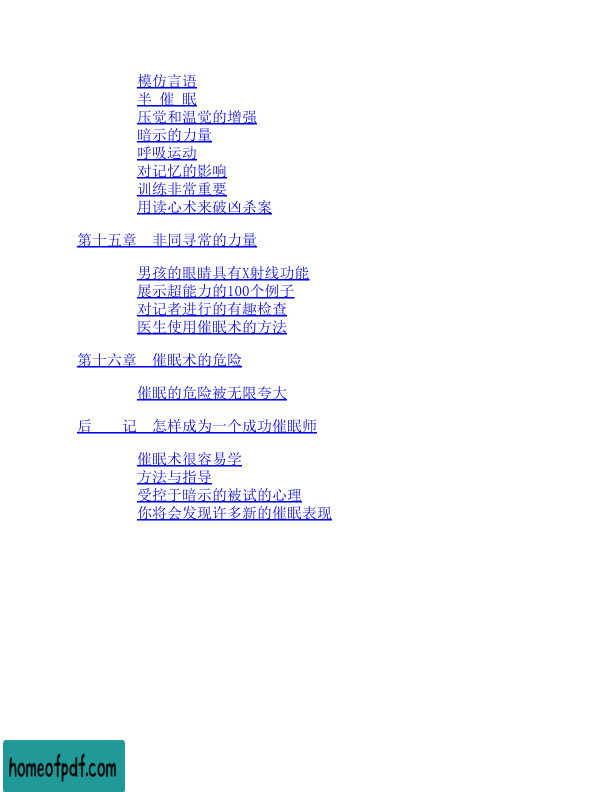 模仿言语
半 催 眠
压觉和温觉的增强
暗示的力量
呼吸运动
对记忆的影响
训练非常重要
用读心术来破凶杀案
第十五章　非同寻常的力量
男孩的眼睛具有X射线功能
展示超能力的100个例子
对记者进行的有趣检查
医生使用催眠术的方法
第十六章　催眠术的危险
催眠的危险被无限夸大
后　　记　怎样成为一个成功催眠师
催眠术很容易学
方法与指导
受控于暗示的被试的心理
你将会发现许多新的催眠表现
homeofpdf.com